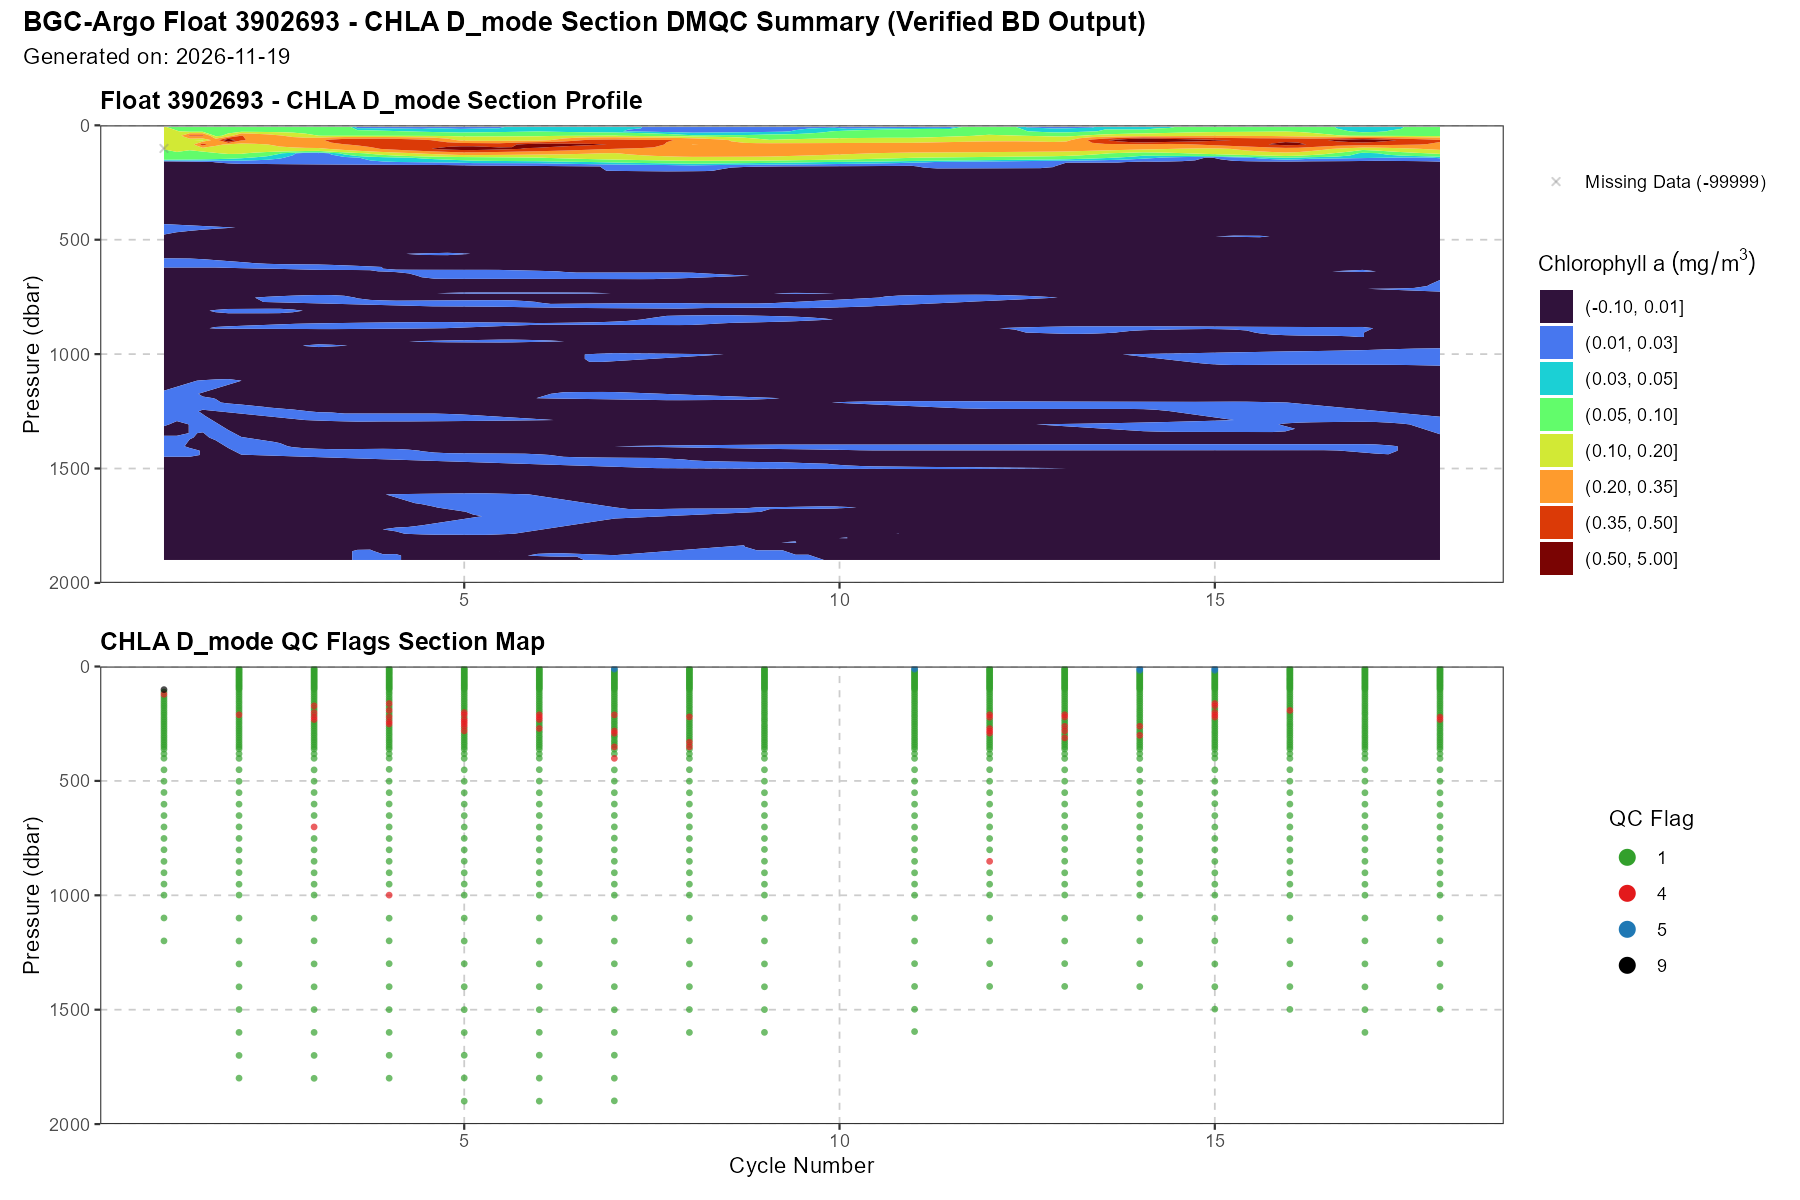 BGC-Argo Float 3902693 - CHLA D_mode Section DMQC Summary (Verified BD Output)
Generated on: 2026-11-19
Float 3902693 - CHLA D_mode Section Profile
Pressure (dbar)
0
500
1000
1500
2000
5
10
15
Missing Data (-99999)
Chlorophyll a (mg/m³)
(-0.10, 0.01]
(0.01, 0.03]
(0.03, 0.05]
(0.05, 0.10]
(0.10, 0.20]
(0.20, 0.35]
(0.35, 0.50]
(0.50, 5.00]
CHLA D_mode QC Flags Section Map
Pressure (dbar)
0
500
1000
1500
2000
5
10
15
Cycle Number
QC Flag
1
4
5
9